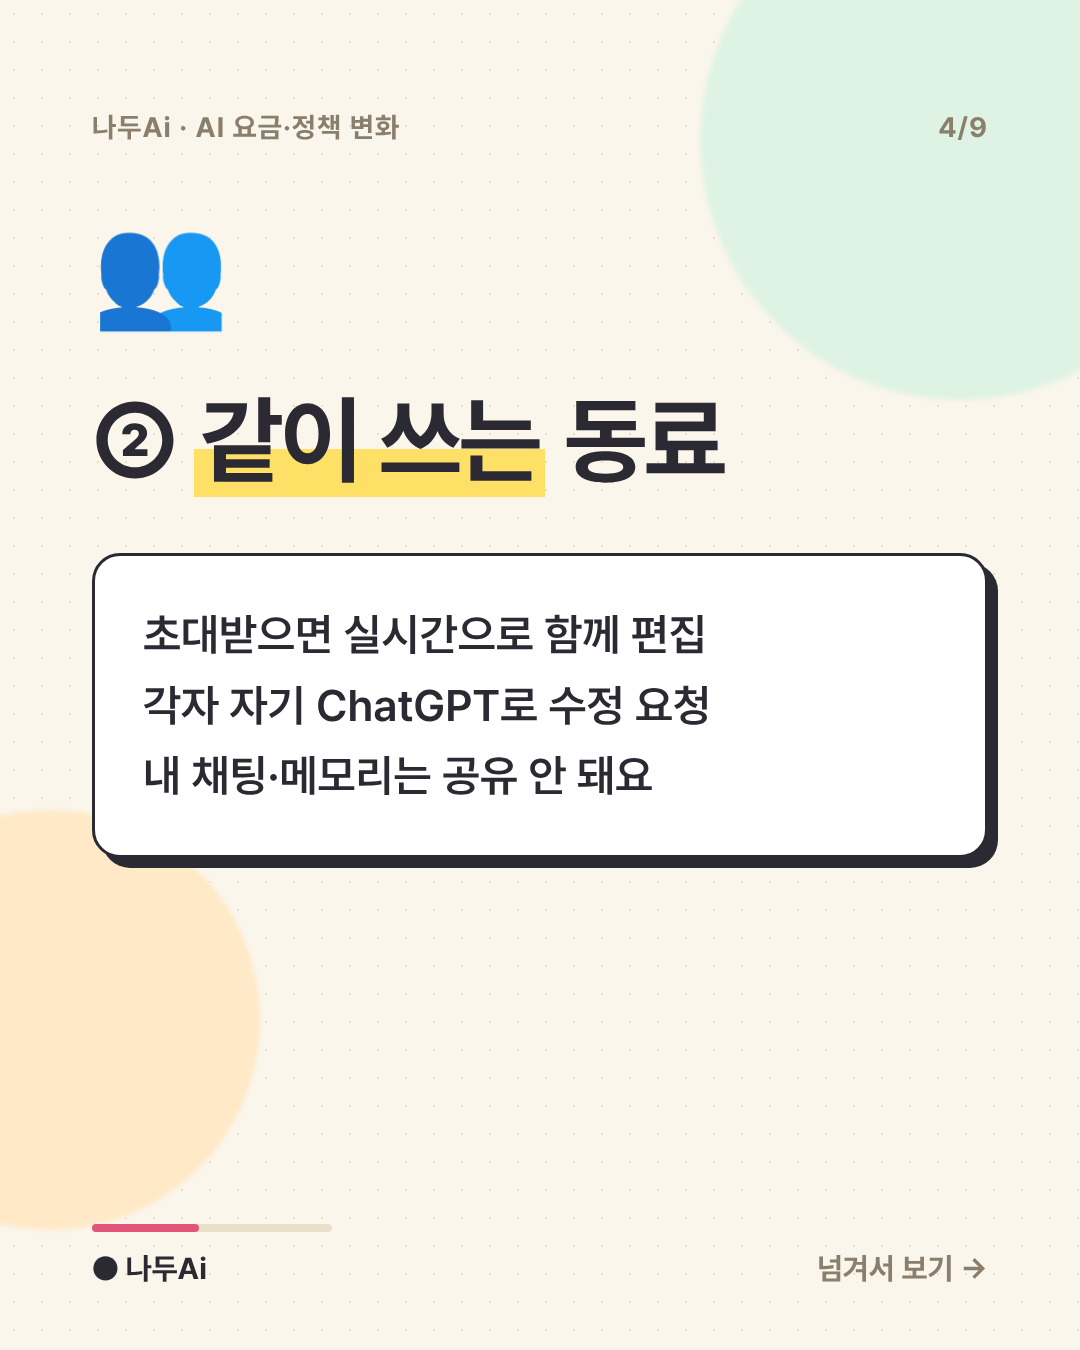 나두Ai · AI 요금·정책 변화
4/9
② 같이 쓰는 동료
초대받으면 실시간으로 함께 편집
각자 자기 ChatGPT로 수정 요청
내 채팅·메모리는 공유 안 돼요
나두Ai
넘겨서 보기 →